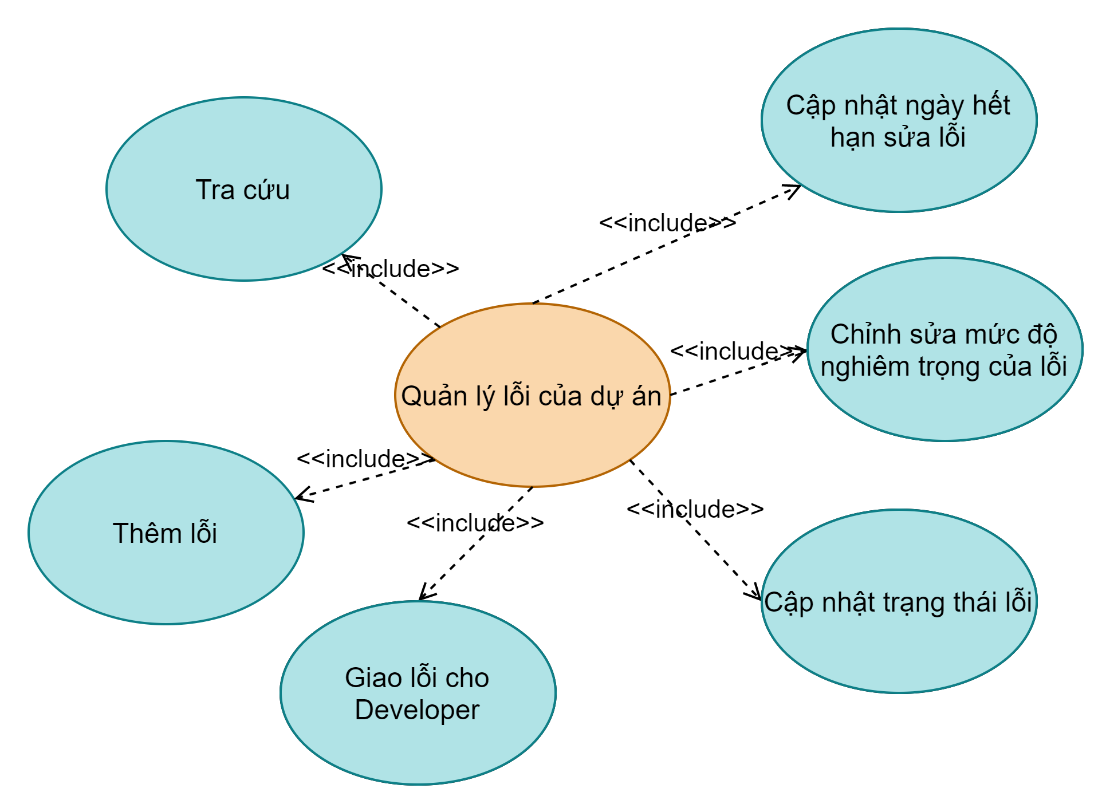 Cập nhật ngày hết
hạn sửa lỗi
Tra cứu
<<include>>
<<include>>
Chỉnh sửa mức độ
nghiêm trọng của lỗi
<<include>>
Quản lý lỗi của dự án
<<include>>
Thêm lỗi
<<include>>
<<include>>
Cập nhật trạng thái lỗi
Giao lỗi cho
Developer